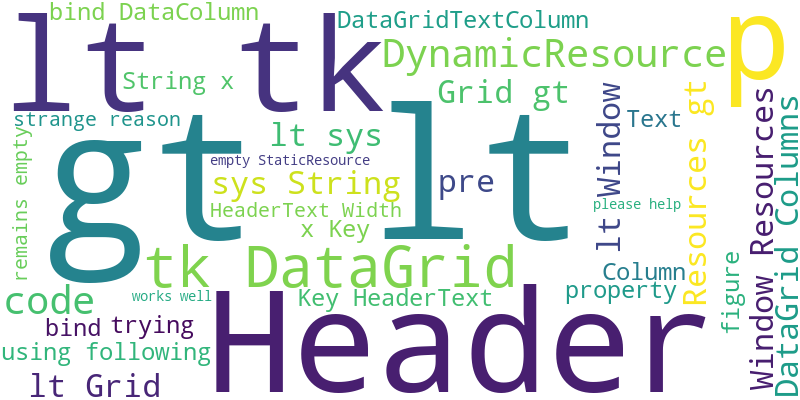 bind DataColumn
lt tk
DataGridTextColumn
p
DynamicResource
String x
Grid gt
strange reason
lt sys
Text
gt
lt
empty StaticResource
sys String
pre
lt Window
Resources gt
Window Resources
DataGrid Columns
remains empty
HeaderText Width
please help
x Key
tk DataGrid
Column
figure
code
works well
Key HeaderText
property
Header
bind
trying
using following
lt Grid